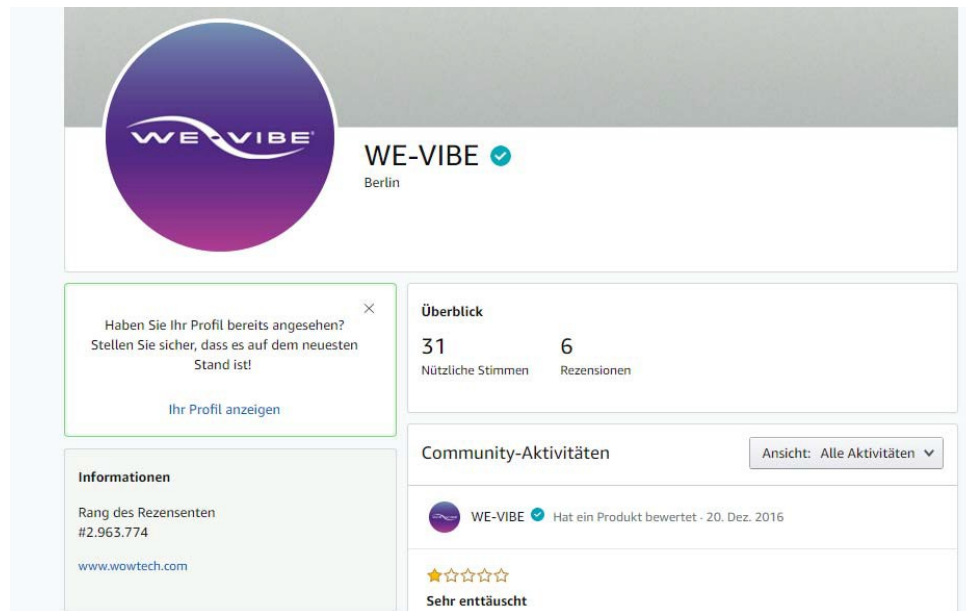 WE-VIBE
WE-VIBE
Berlin
Haben Sie Ihr Profil bereits angesehen?
Stellen Sie sicher, dass es auf dem neuesten
Stand ist!
Ihr Profil anzeigen
Informationen
Rang des Rezensenten
#2.963.774
www.wowtech.com
Überblick
31
6
Nützliche Stimmen
Rezensionen
Community-Aktivitäten
Ansicht: Alle Aktivitäten
WE-VIBE Hat ein Produkt bewertet · 20. Dez. 2016
Sehr enttäuscht